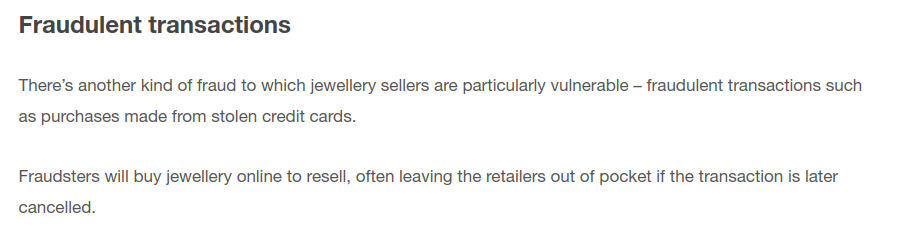 Fraudulent transactions
There’s another kind of fraud to which jewellery sellers are particularly vulnerable – fraudulent transactions such
as purchases made from stolen credit cards.
Fraudsters will buy jewellery online to resell, often leaving the retailers out of pocket if the transaction is later
cancelled.